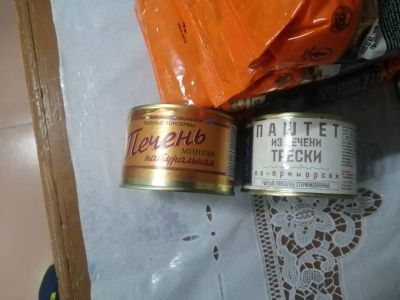 РЫБНЫЕ КОНСЕРВЫ
Печень
минтая
натуральная
ПАШТЕТ
ИЗ ПЕЧЕНИ
ТРЕСКИ
по-приморски
РЫБНЫЕ КОНСЕРВЫ СТЕРИЛИЗОВАННЫЕ